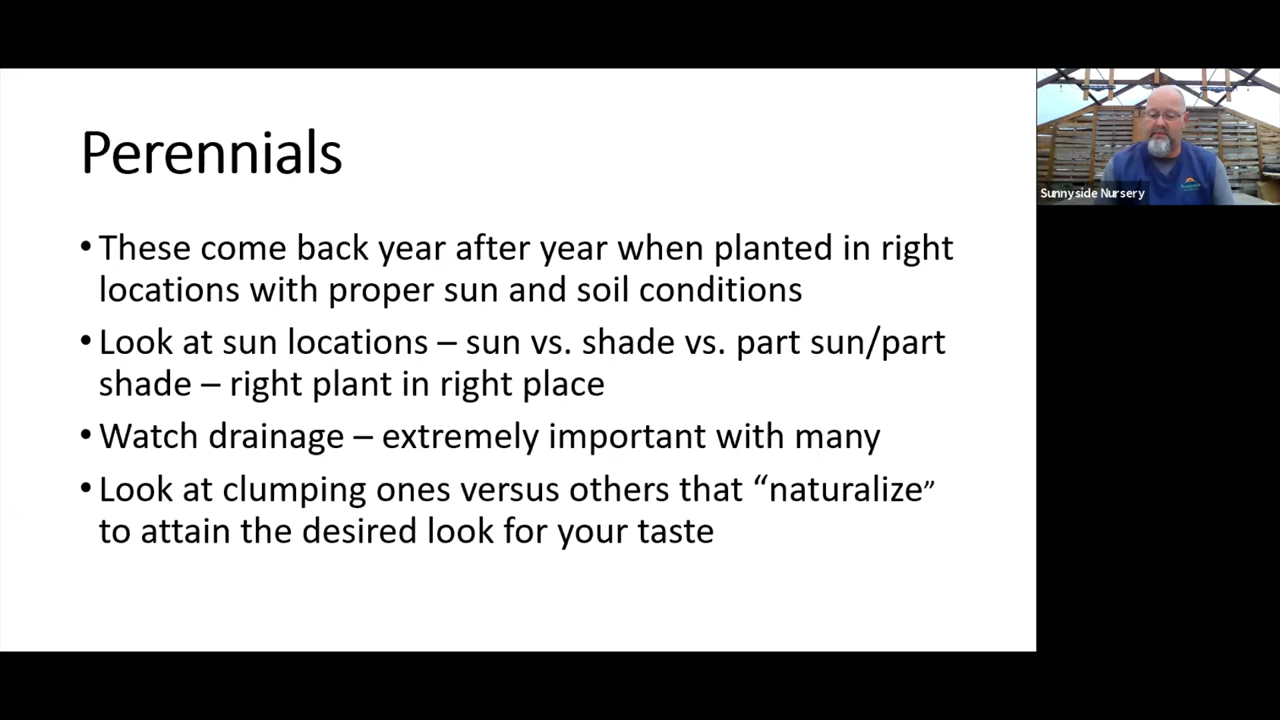 Perennials
• These come back year after year when planted in right
locations with proper sun and soil conditions
• Look at sun locations – sun vs. shade vs. part sun/part
shade – right plant in right place
• Watch drainage – extremely important with many
• Look at clumping ones versus others that “naturalize”
to attain the desired look for your taste
Sunnyside Nursery